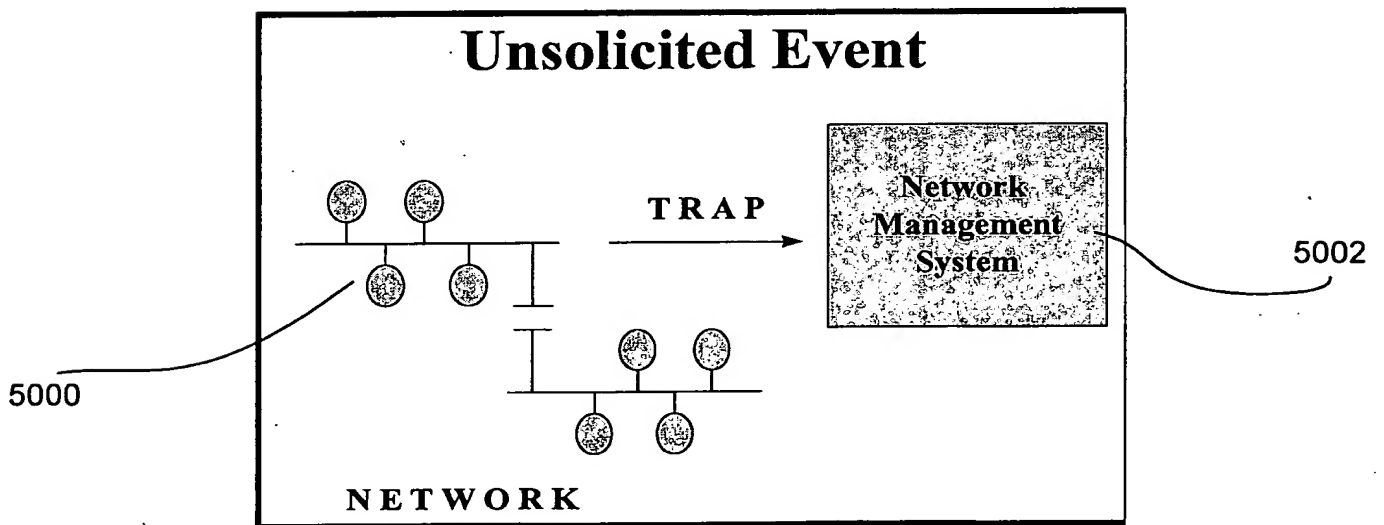 Unsolicited Event
TRAP
Network
Management
System
5002
5000
NETWORK